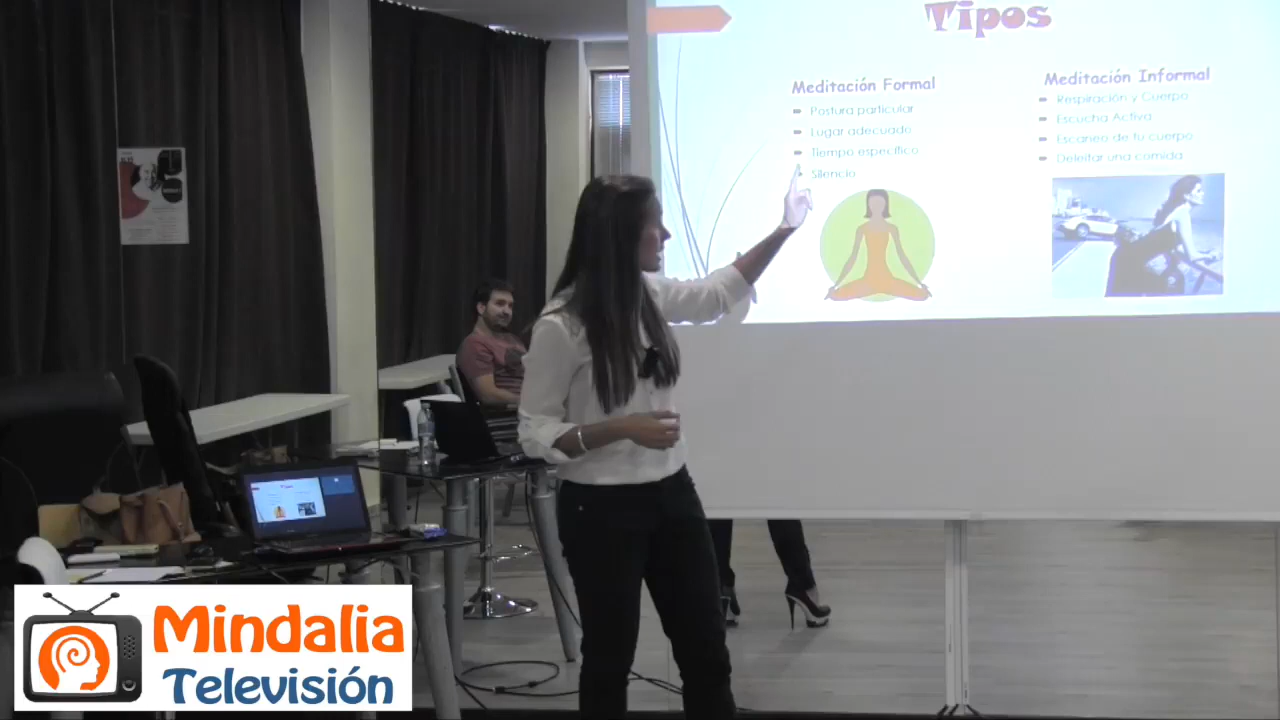 Tipos
Meditación Formal
Postura particular
Lugar adecuado
Tiempo específico
Silencio
Meditación Informal
Respiración y Cuerpo
Escucha Activa
Escaneo de tu cuerpo
Deleitar una comida
Mindalia
Televisión